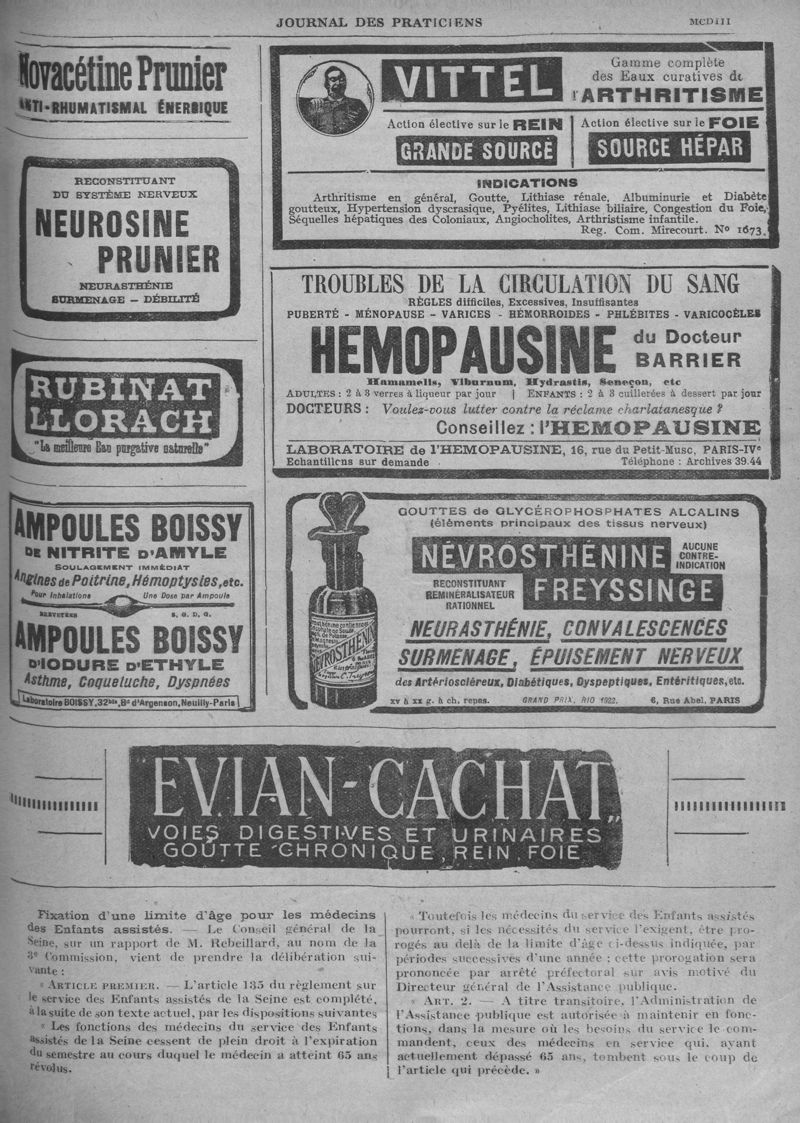 JOURNAL DES PRATICIENS
MCDIII
Novacétine Prunier
ANTI-RHUMATISMAL ÉNERGIQUE
RECONSTITUANT
DU SYSTÈME NERVEUX
NEUROSINE
PRUNIER
NEURASTHÉNIE
SURMENAGE – DÉBILITÉ
RUBINAT
LLORACH
"La meilleure Eau purgative naturelle"
AMPOULES BOISSY
DE NITRITE D'AMYLE
SOULAGEMENT IMMÉDIAT
Angines de Poitrine, Hémoptysies, etc.
Pour Inhalations
Une Dose par Ampoule
BREVETÉES
S. G. D. G.
AMPOULES BOISSY
D'IODURE D'ETHYLE
Asthme, Coqueluche, Dyspnées
Laboratoire BOISSY, 32bis, Bd d'Argenson, Neuilly-Paris
VITTEL
Gamme complète
des Eaux curatives de
l'ARTHRITISME
Action élective sur le REIN
GRANDE SOURCE
Action élective sur le FOIE
SOURCE HÉPAR
INDICATIONS
Arthritisme en général, Goutte, Lithiase rénale, Albuminurie et Diabète
goutteux, Hypertension dyscrasique, Pyélites, Lithiase biliaire, Congestion du Foie,
Séquelles hépatiques des Coloniaux, Angiocholites, Arthristisme infantile.
Reg. Com. Mirecourt. No 1673.
TROUBLES DE LA CIRCULATION DU SANG
RÈGLES difficiles, Excessives, Insuffisantes
PUBERTÉ - MÉNOPAUSE - VARICES - HÉMORROIDES - PHLÉBITES - VARICOCÈLES
HEMOPAUSINE du Docteur
BARRIER
Hamamelis, Viburnum, Hydrastis, Seneçon, etc
ADULTES : 2 à 3 verres à liqueur par jour | ENFANTS : 2 à 3 cuillerées à dessert par jour
DOCTEURS : Voulez-vous lutter contre la réclame charlatanesque ?
Conseillez : l'HEMOPAUSINE
LABORATOIRE de l'HEMOPAUSINE, 16, rue du Petit-Musc, PARIS-IVe
Echantillons sur demande
Téléphone : Archives 39.44
GOUTTES de GLYCÉROPHOSPHATES ALCALINS
(éléments principaux des tissus nerveux)
NÉVROSTHÉNINE
AUCUNE
CONTRE-
INDICATION
RECONSTITUANT
REMINÉRALISATEUR
RATIONNEL
FREYSSINGE
NEURASTHÉNIE, CONVALESCENCES
SURMENAGE, ÉPUISEMENT NERVEUX
des Artérioscléreux, Diabétiques, Dyspeptiques, Entéritiques, etc.
xv à xx g. à ch. repas.
GRAND PRIX, RIO 1922.
6, Rue Abel, PARIS
NEVROSTHENINE
"EVIAN-CACHAT"
VOIES DIGESTIVES ET URINAIRES
GOUTTE CHRONIQUE, REIN, FOIE
Fixation d'une limite d'âge pour les médecins
des Enfants assistés. — Le Conseil général de la
Seine, sur un rapport de M. Rebeillard, au nom de la
3e Commission, vient de prendre la délibération sui-
vante :
« ARTICLE PREMIER. — L'article 135 du règlement sur
le service des Enfants assistés de la Seine est complété,
à la suite de son texte actuel, par les dispositions suivantes
« Les fonctions des médecins du service des Enfants
assistés de la Seine cessent de plein droit à l'expiration
du semestre au cours duquel le médecin a atteint 65 ans
révolus.
« Toutefois les médecins du service des Enfants assistés
pourront, si les nécessités du service l'exigent, être pro-
rogés au delà de la limite d'âge ci-dessus indiquée, par
périodes successives d'une année ; cette prorogation sera
prononcée par arrêté préfectoral sur avis motivé du
Directeur général de l'Assistance publique.
« ART. 2. — A titre transitoire, l'Administration de
l'Assistance publique est autorisée à maintenir en fonc-
tions, dans la mesure où les besoins du service le com-
mandent, ceux des médecins en service qui, ayant
actuellement dépassé 65 ans, tombent sous le coup de
l'article qui précède. »